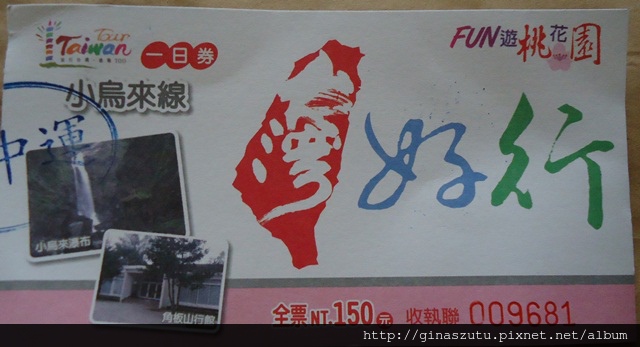 Tour
Taiwan
一日券
FUN遊桃花園
小烏來線
台灣好行
中運
小烏來瀑布
角板山行館
全票NT.150元 收執聯 009681
http://ginaszutu.pixnet.net/album